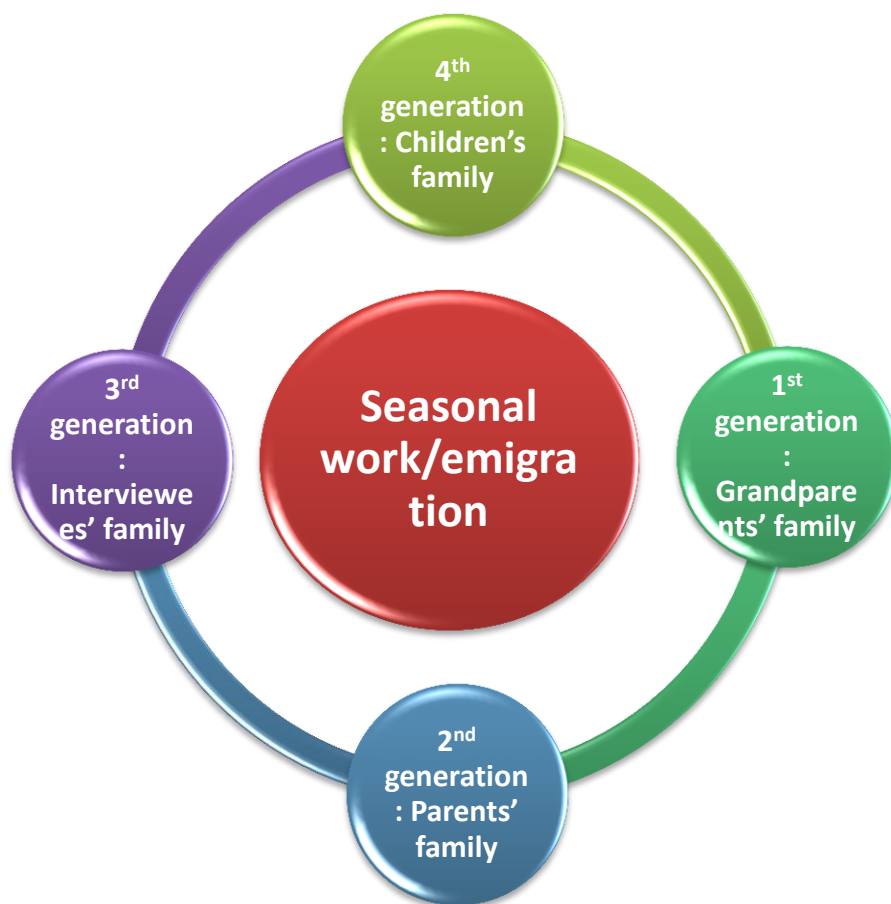 4th
generation
: Children's
family
3rd
generation
:
Interviewe
es' family
Seasonal
work/emigra
tion
1st
generation
:
Grandpare
nts' family
2nd
generation
: Parents'
family